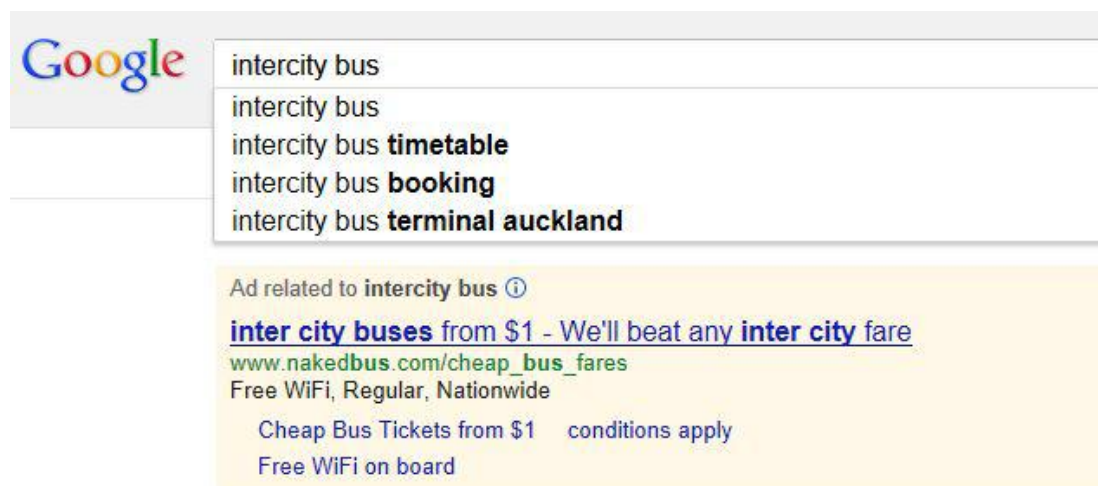 Google
intercity bus
intercity bus
intercity bus timetable
intercity bus booking
intercity bus terminal auckland
Ad related to intercity bus
inter city buses from $1 - We'll beat any inter city fare
www.nakedbus.com/cheap_bus_fares
Free WiFi, Regular, Nationwide
Cheap Bus Tickets from $1 conditions apply
Free WiFi on board